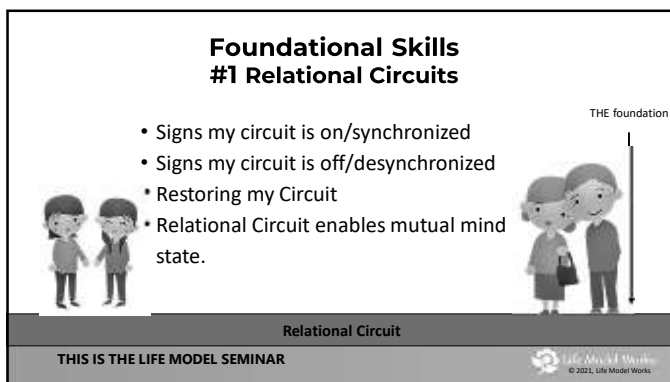 Foundational Skills
#1 Relational Circuits
THE foundation
• Signs my circuit is on/synchronized
• Signs my circuit is off/desynchronized
• Restoring my Circuit
• Relational Circuit enables mutual mind
state.
Relational Circuit
THIS IS THE LIFE MODEL SEMINAR
Life Model Works
© 2021, Life Model Works